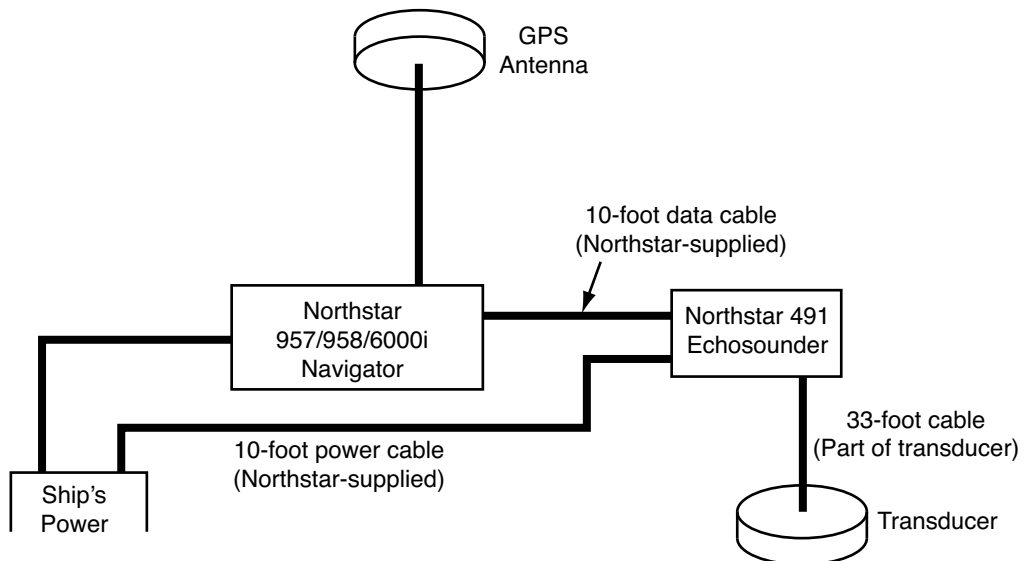 GPS
Antenna
10-foot data cable
(Northstar-supplied)
Northstar
957/958/6000i
Navigator
Northstar 491
Echosounder
33-foot cable
(Part of transducer)
10-foot power cable
(Northstar-supplied)
Ship's
Power
Transducer